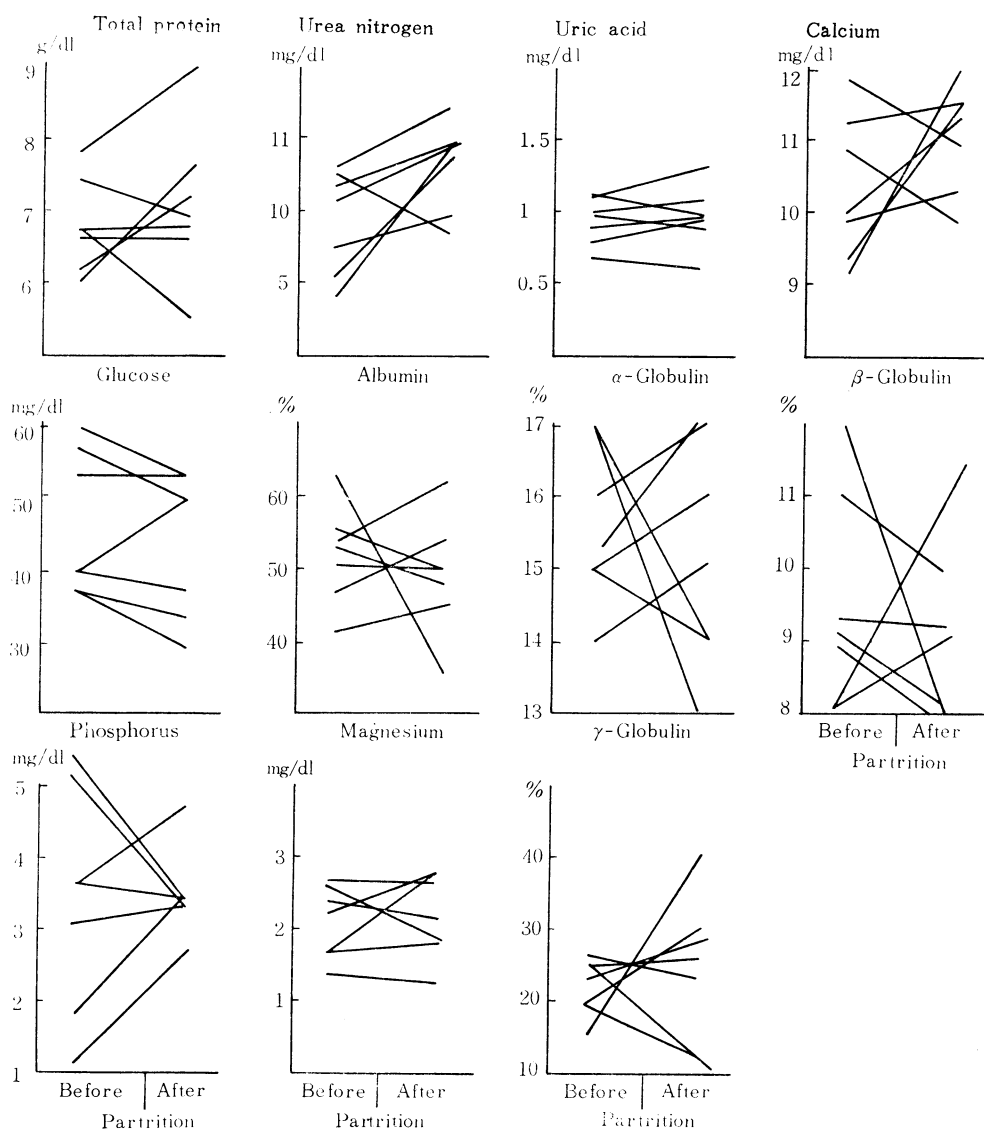 Total protein
g/dl
9
8
7
6
Urea nitrogen
mg/dl
11
10
5
Uric acid
mg/dl
1.5
1
0.5
Calcium
mg/dl
12
11
10
9
Glucose
mg/dl
60
50
40
30
Albumin
%
60
50
40
α-Globulin
%
17
16
15
14
13
β-Globulin
%
11
10
9
8
Before After
Partrition
Phosphorus
mg/dl
5
4
3
2
1
Before After
Partrition
Magnesium
mg/dl
3
2
1
Before After
Partrition
γ-Globulin
%
40
30
20
10
Before After
Partrition